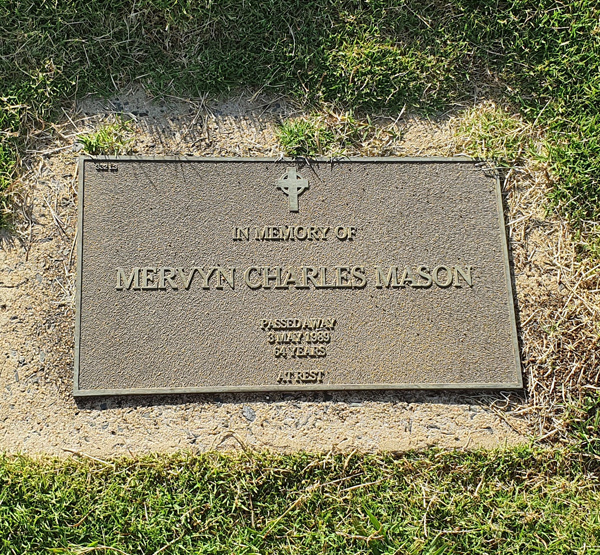 IN MEMORY OF
MERVYN CHARLES MASON
PASSED AWAY
3 MAY 1989
64 YEARS
AT REST